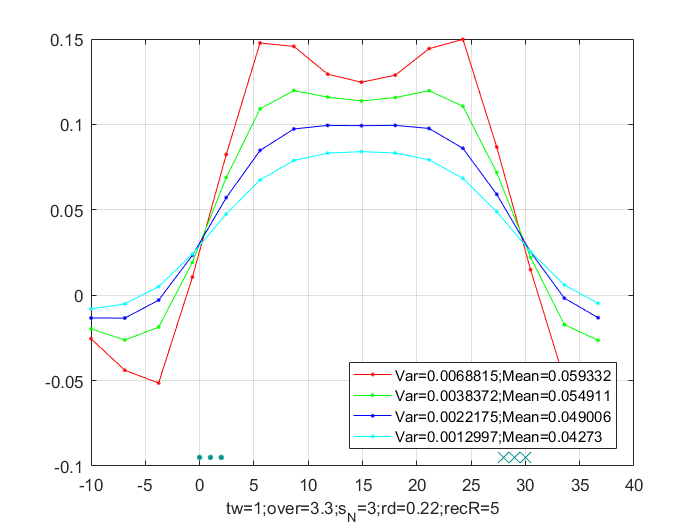 0.15
0.1
0.05
0
-0.05
-0.1
Var=0.0068815;Mean=0.059332
Var=0.0038372;Mean=0.054911
Var=0.0022175;Mean=0.049006
Var=0.0012997;Mean=0.04273
-10 -5 0 5 10 15 20 25 30 35 40
tw=1;over=3.3;s_N=3;rd=0.22;recR=5